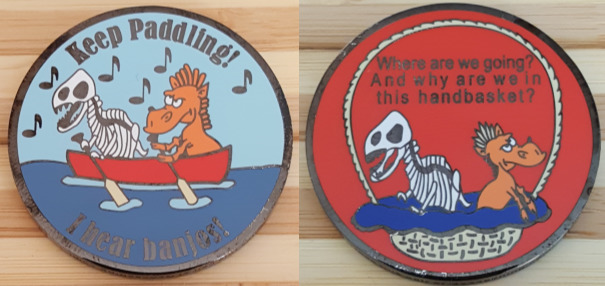 Keep Paddling!
I hear banjos!
Where are we going?
And why are we in
this handbasket?